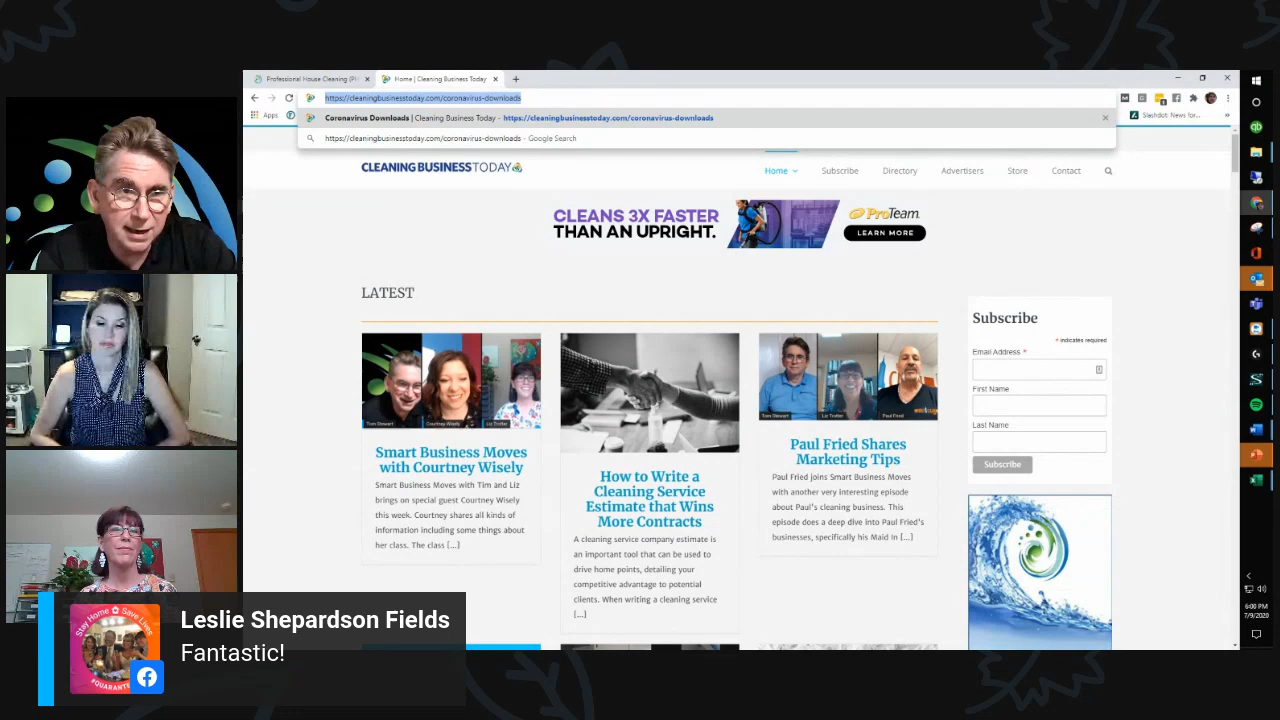 Professional House Cleaning (PH
Home | Cleaning Business Today
https://cleaningbusinesstoday.com/coronavirus-downloads
Apps
Slashdot: News for...
Coronavirus Downloads | Cleaning Business Today - https://cleaningbusinesstoday.com/coronavirus-downloads
https://cleaningbusinesstoday.com/coronavirus-downloads - Google Search
CLEANING BUSINESS TODAY
Home
Subscribe
Directory
Advertisers
Store
Contact
CLEANS 3X FASTER
THAN AN UPRIGHT.
ProTeam.
LEARN MORE
LATEST
Tom Stewart
Courtney Wisely
Liz Trotter
Smart Business Moves
with Courtney Wisely
Smart Business Moves with Tim and Liz
brings on special guest Courtney Wisely
this week. Courtney shares all kinds of
information including some things about
her class. The class [...]
How to Write a
Cleaning Service
Estimate that Wins
More Contracts
A cleaning service company estimate is
an important tool that can be used to
drive home points, detailing your
competitive advantage to potential
clients. When writing a cleaning service
[...]
Tom Stewart
Liz Trotter
Paul Fried
Paul Fried Shares
Marketing Tips
Paul Fried joins Smart Business Moves
with another very interesting episode
about Paul's cleaning business. This
episode does a deep dive into Paul Fried's
businesses, specifically his Maid In [...]
Subscribe
* indicates required
Email Address *
First Name
Last Name
Subscribe
6:00 PM
7/9/2020
Stay Home Save Lives
Leslie Shepardson Fields
Fantastic!